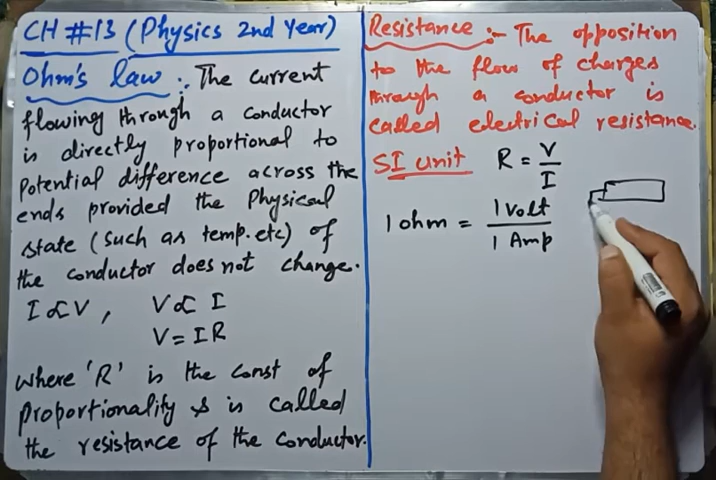 CH #13 (Physics 2nd Year)
Ohm's law :. The current
flowing through a conductor
is directly proportional to
Potential difference across the
ends provided the Physical
state (such as temp. etc) of
the conductor does not change.
I ∝ V, V ∝ I
V = IR
where 'R' is the const of
proportionality & is called
the resistance of the conductor.
Resistance :- The opposition
to the flow of charges
through a conductor is
called electrical resistance.
SI unit R = V/I
1 ohm = 1 Volt/1 Amp